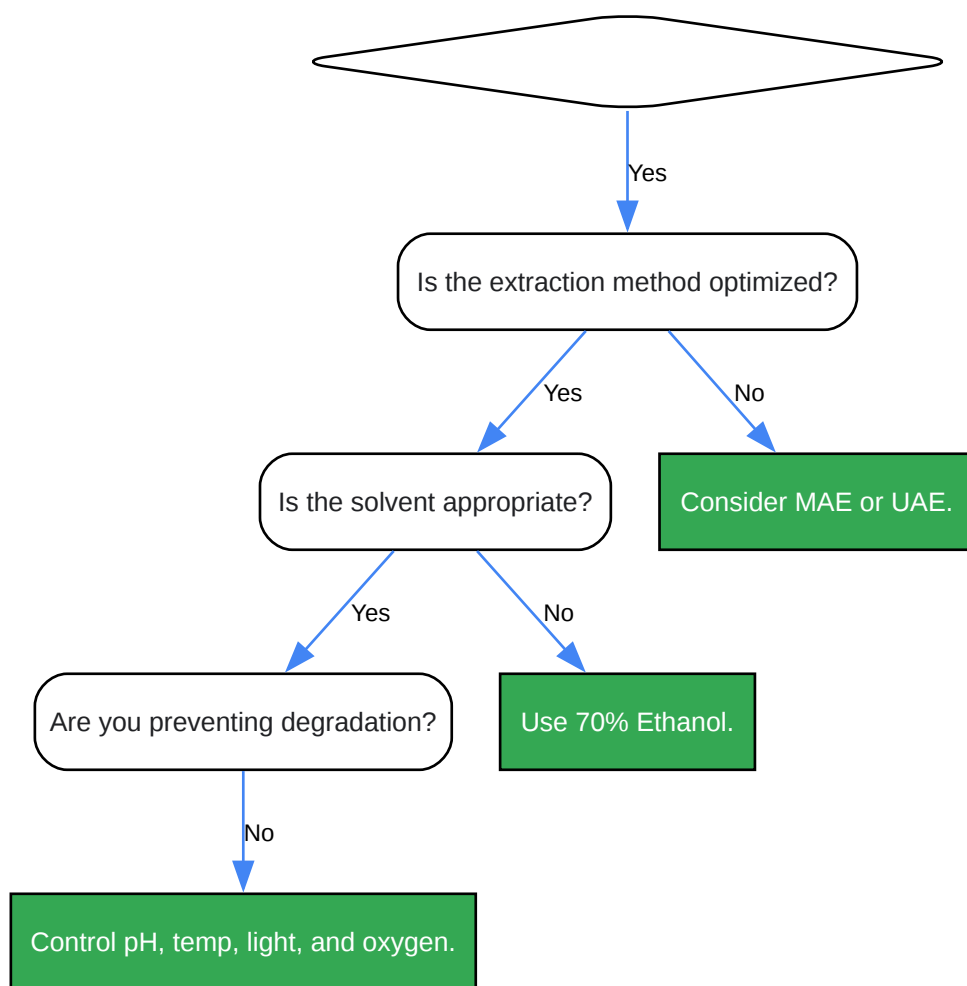 Yes
Is the extraction method optimized?
Yes
No
Is the solvent appropriate?
Consider MAE or UAE.
Yes
No
Are you preventing degradation?
Use 70% Ethanol.
No
Control pH, temp, light, and oxygen.